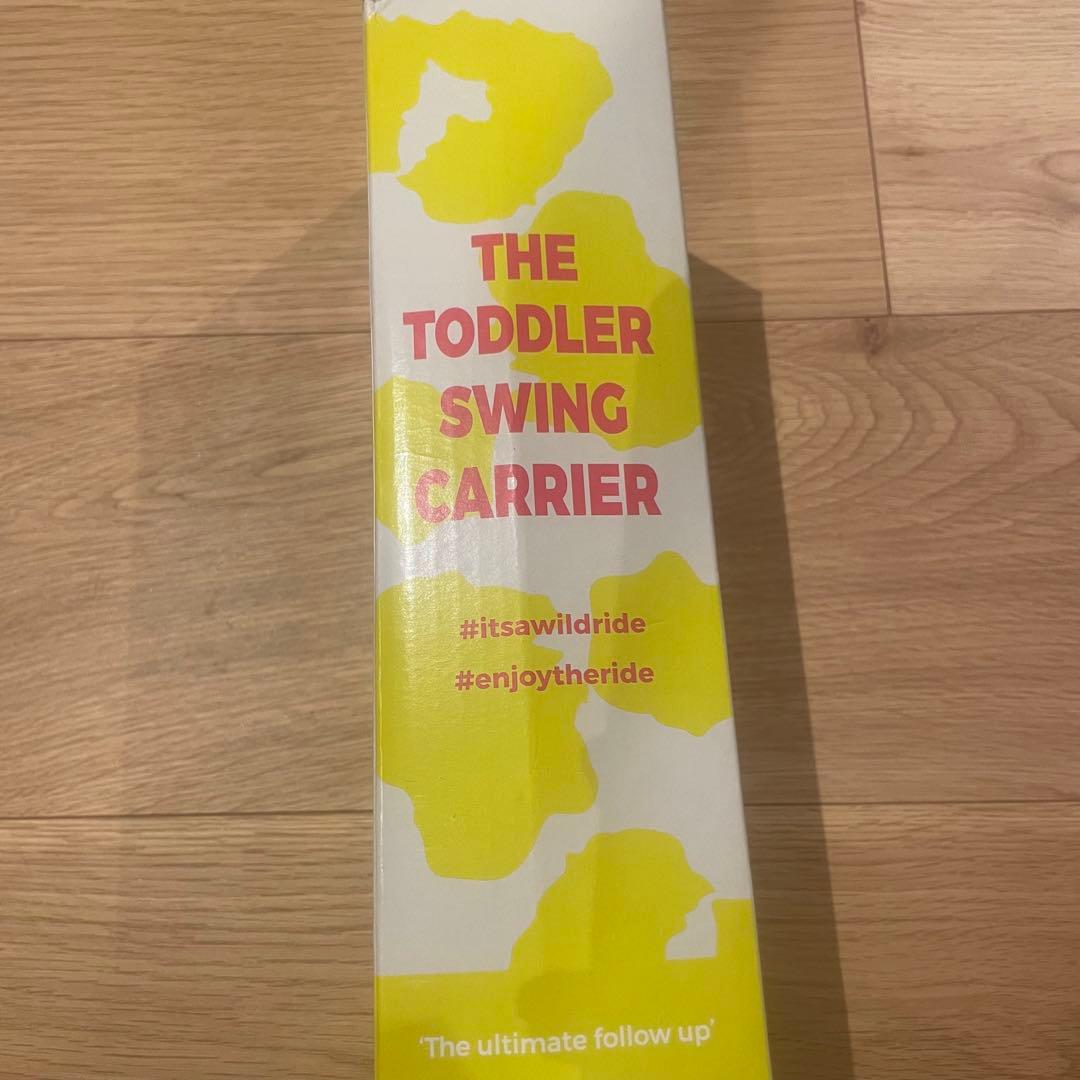 THE
TODDLER
SWING
CARRIER
#itsawildride
#enjoytheride
‘The ultimate follow up’